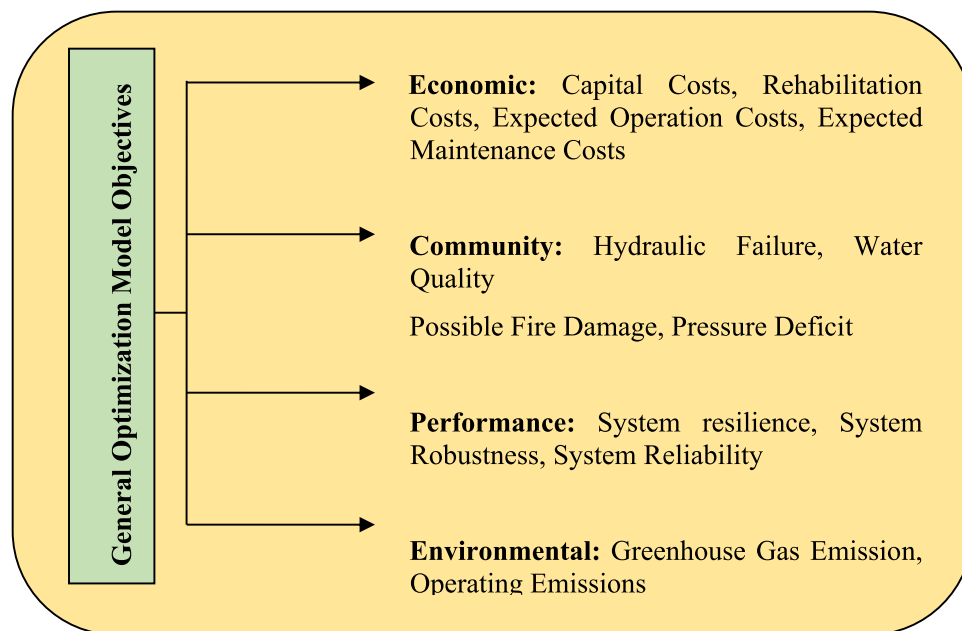 General Optimization Model Objectives
Economic: Capital Costs, Rehabilitation
Costs, Expected Operation Costs, Expected
Maintenance Costs
Community: Hydraulic Failure, Water
Quality
Possible Fire Damage, Pressure Deficit
Performance: System resilience, System
Robustness, System Reliability
Environmental: Greenhouse Gas Emission,
Operating Emissions